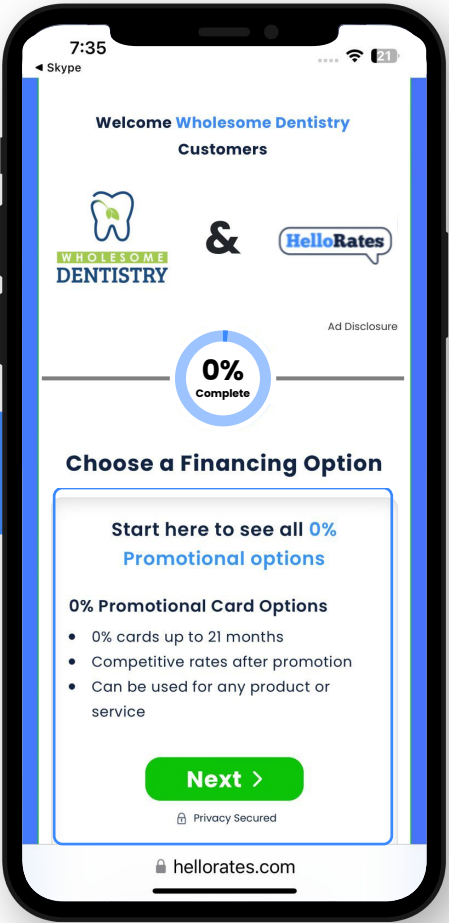 7:35
21
◀ Skype
Welcome Wholesome Dentistry
Customers
WHOLESOME
DENTISTRY
&
HelloRates
Ad Disclosure
0%
Complete
Choose a Financing Option
Start here to see all 0%
Promotional options
0% Promotional Card Options
• 0% cards up to 21 months
• Competitive rates after promotion
• Can be used for any product or
service
Next >
Privacy Secured
hellorates.com